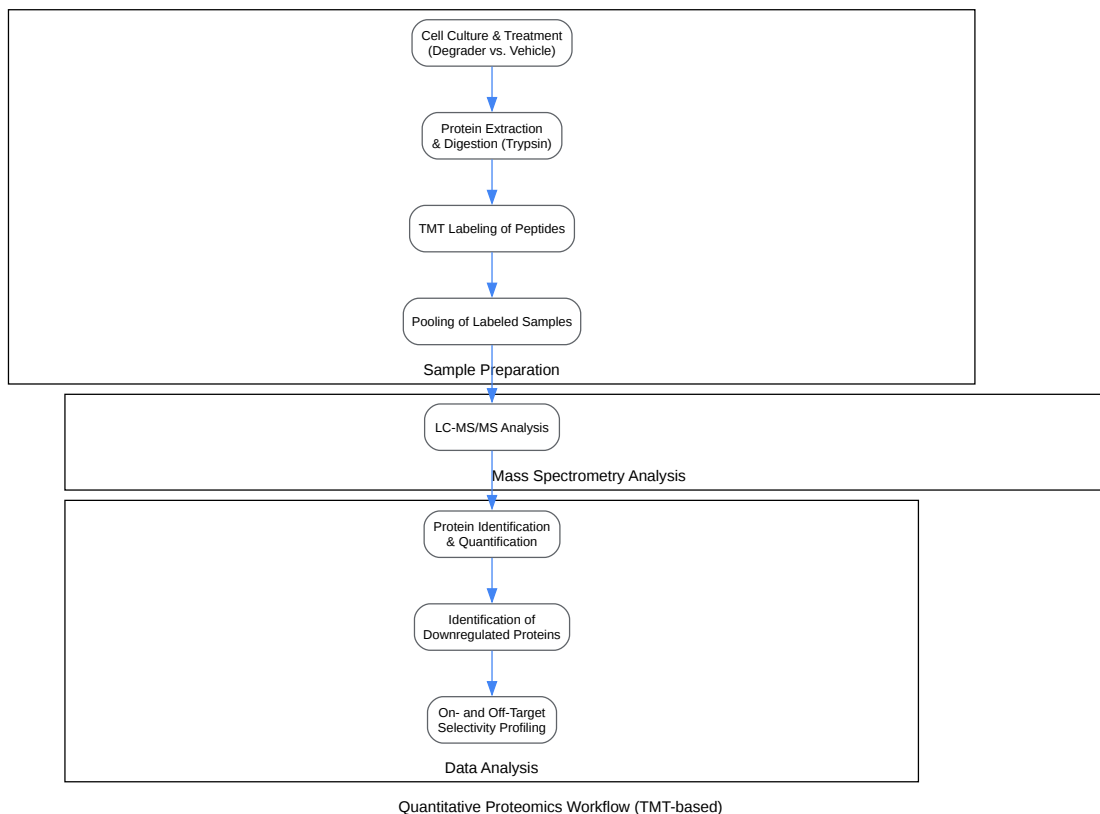 Cell Culture & Treatment
(Degrader vs. Vehicle)
Protein Extraction
& Digestion (Trypsin)
TMT Labeling of Peptides
Pooling of Labeled Samples
Sample Preparation
LC-MS/MS Analysis
Mass Spectrometry Analysis
Protein Identification
& Quantification
Identification of
Downregulated Proteins
On- and Off-Target
Selectivity Profiling
Data Analysis
Quantitative Proteomics Workflow (TMT-based)